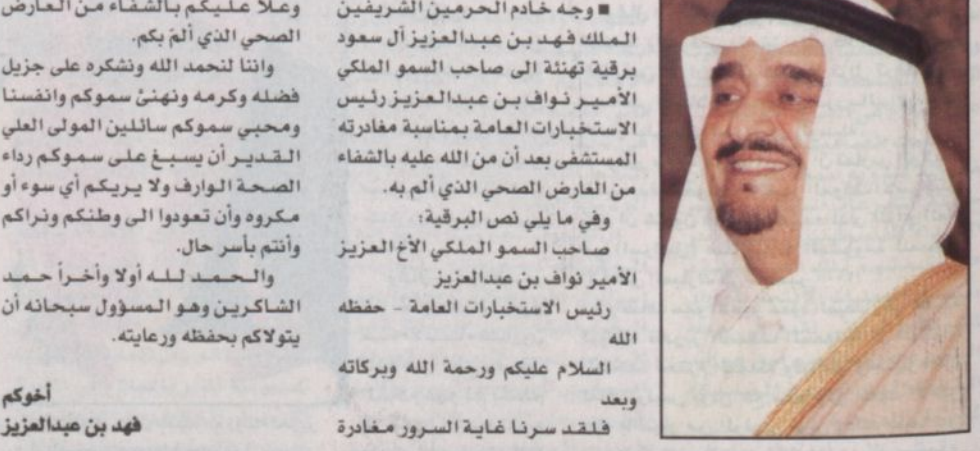 ■ وجه خادم الحرمين الشريفين
الملك فهد بن عبدالعزيز آل سعود
برقية تهنئة الى صاحب السمو الملكي
الأمير نواف بن عبدالعزيز رئيس
الاستخبارات العامة بمناسبة مغادرته
المستشفى بعد أن من الله عليه بالشفاء
من العارض الصحي الذي ألم به.
وفي ما يلي نص البرقية:
صاحب السمو الملكي الأخ العزيز
الأمير نواف بن عبدالعزيز
رئيس الاستخبارات العامة - حفظه
الله
السلام عليكم ورحمة الله وبركاته
وبعد
فلقد سرنا غاية السرور مغادرة
وعلا عليكم بالشفاء من العارض
الصحي الذي ألمّ بكم.
واننا لنحمد الله ونشكره على جزيل
فضله وكرمه ونهنئ سموكم وانفسنا
ومحبي سموكم سائلين المولى العلي
القدير أن يسبغ على سموكم رداء
الصحة الوارف ولا يريكم أي سوء أو
مكروه وأن تعودوا الى وطنكم ونراكم
وأنتم بأسر حال.
والحمد لله أولا وأخراً حمد
الشاكرين وهو المسؤول سبحانه أن
يتولاكم بحفظه ورعايته.
أخوكم
فهد بن عبدالعزيز